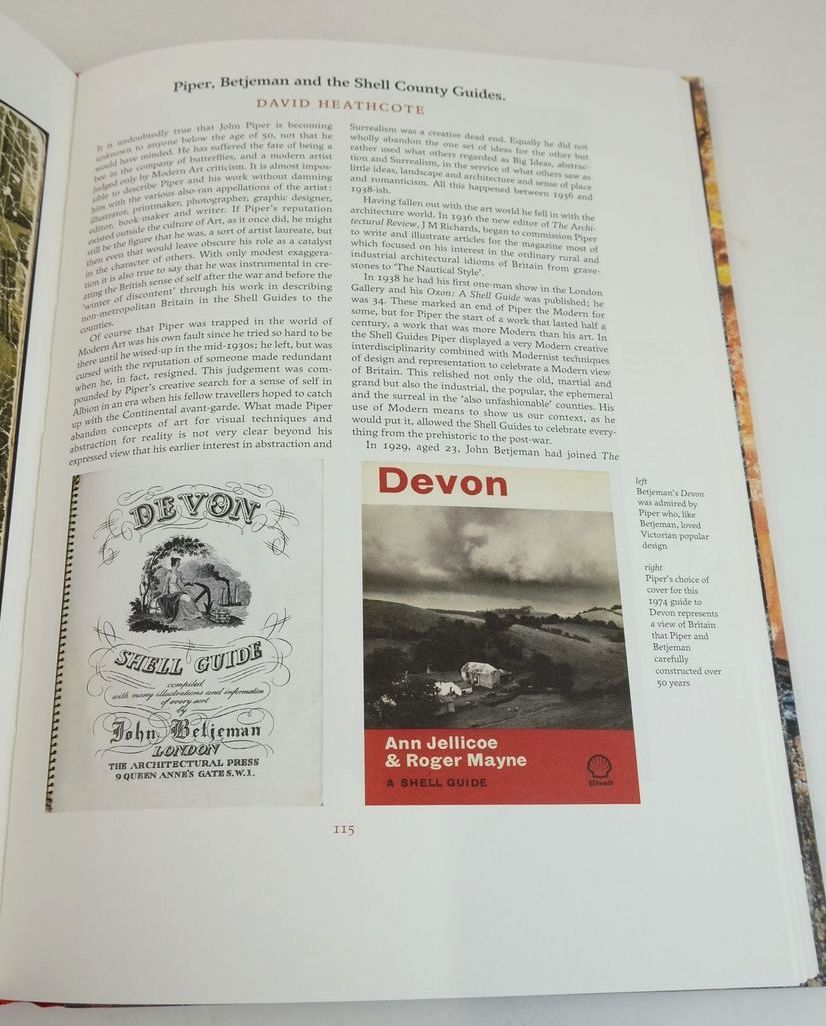 Piper, Betjeman and the Shell County Guides.
DAVID HEATHCOTE
It is undoubtedly true that John Piper is becoming
unknown to anyone below the age of 50, not that he
would have minded. He has suffered the fate of being a
bee in the company of butterflies, and a modern artist
judged only by Modern Art criticism. It is almost impos-
sible to describe Piper and his work without damning
him with the various also-ran appellations of the artist:
illustrator, printmaker, photographer, graphic designer,
editor, book-maker and writer. If Piper's reputation
existed outside the culture of Art, as it once did, he might
still be the figure that he was, a sort of artist laureate, but
then even that would leave obscure his role as a catalyst
in the character of others. With only modest exaggera-
tion it is also true to say that he was instrumental in cre-
ating the British sense of self after the war and before the
'winter of discontent' through his work in describing
non-metropolitan Britain in the Shell Guides to the
counties.
Of course that Piper was trapped in the world of
Modern Art was his own fault since he tried so hard to be
there until he wised-up in the mid-1930s; he left, but was
cursed with the reputation of someone made redundant
when he, in fact, resigned. This judgement was com-
pounded by Piper's creative search for a sense of self in
Albion in an era when his fellow travellers hoped to catch
up with the Continental avant-garde. What made Piper
abandon concepts of art for visual techniques and
abstraction for reality is not very clear beyond his
expressed view that his earlier interest in abstraction and
Surrealism was a creative dead end. Equally he did not
wholly abandon the one set of ideas for the other but
rather used what others regarded as Big Ideas, abstrac-
tion and Surrealism, in the service of what others saw as
little ideas, landscape and architecture and sense of place
and romanticism. All this happened between 1936 and
1938-ish.
Having fallen out with the art world he fell in with the
architecture world. In 1936 the new editor of The Archi-
tectural Review, J M Richards, began to commission Piper
to write and illustrate articles for the magazine most of
which focused on his interest in the ordinary rural and
industrial architectural idioms of Britain from grave-
stones to 'The Nautical Style'.
In 1938 he had his first one-man show in the London
Gallery and his Oxon: A Shell Guide was published; he
was 34. These marked an end of Piper the Modern for
some, but for Piper the start of a work that lasted half a
century, a work that was more Modern than his art. In
the Shell Guides Piper displayed a very Modern creative
interdisciplinarity combined with Modernist techniques
of design and representation to celebrate a Modern view
of Britain. This relished not only the old, martial and
grand but also the industrial, the popular, the ephemeral
and the surreal in the 'also unfashionable' counties. His
use of Modern means to show us our context, as he
would put it, allowed the Shell Guides to celebrate every-
thing from the prehistoric to the post-war.
In 1929, aged 23, John Betjeman had joined The
DEVON
SHELL GUIDE
compiled
with many illustrations and information
of every sort
by
John Betjeman
LONDON
THE ARCHITECTURAL PRESS
9 QUEEN ANNE'S GATE S.W.1.
Devon
Ann Jellicoe
& Roger Mayne
A SHELL GUIDE
Shell
left
Betjeman's Devon
was admired by
Piper who, like
Betjeman, loved
Victorian popular
design
right
Piper's choice of
cover for this
1974 guide to
Devon represents
a view of Britain
that Piper and
Betjeman
carefully
constructed over
50 years
115